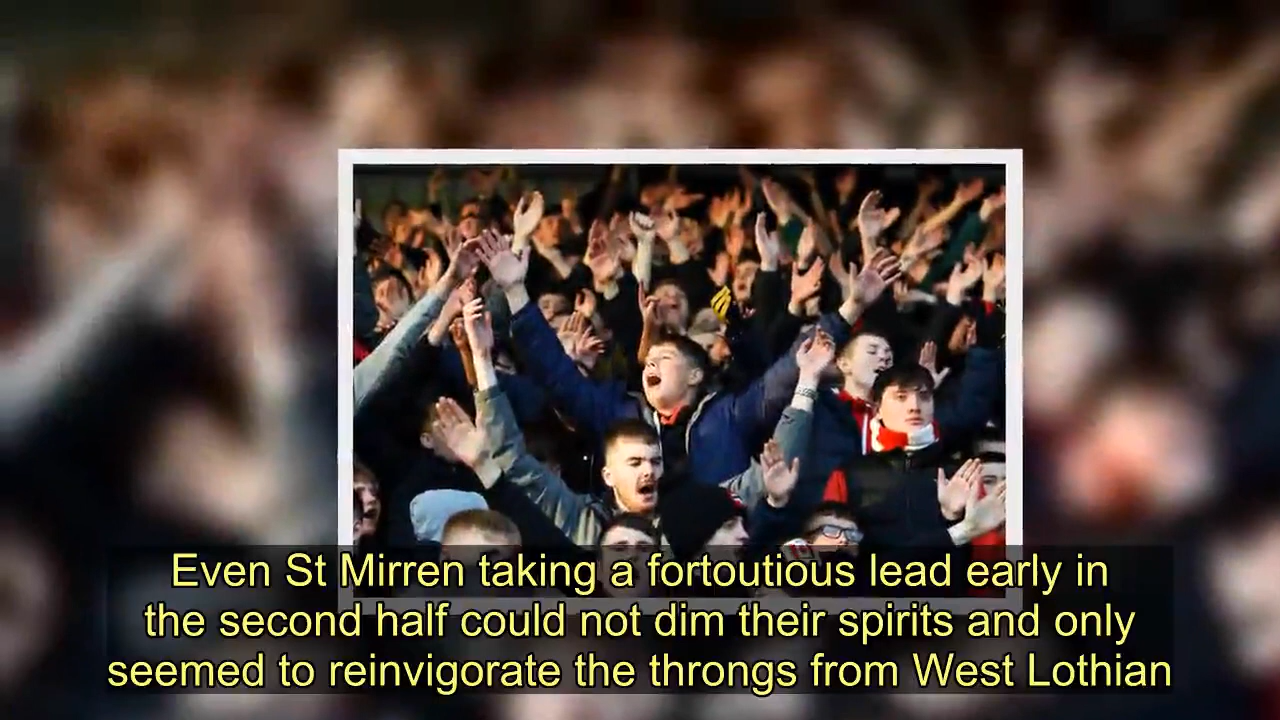 Even St Mirren taking a fortoutious lead early in
the second half could not dim their spirits and only
seemed to reinvigorate the throngs from West Lothian